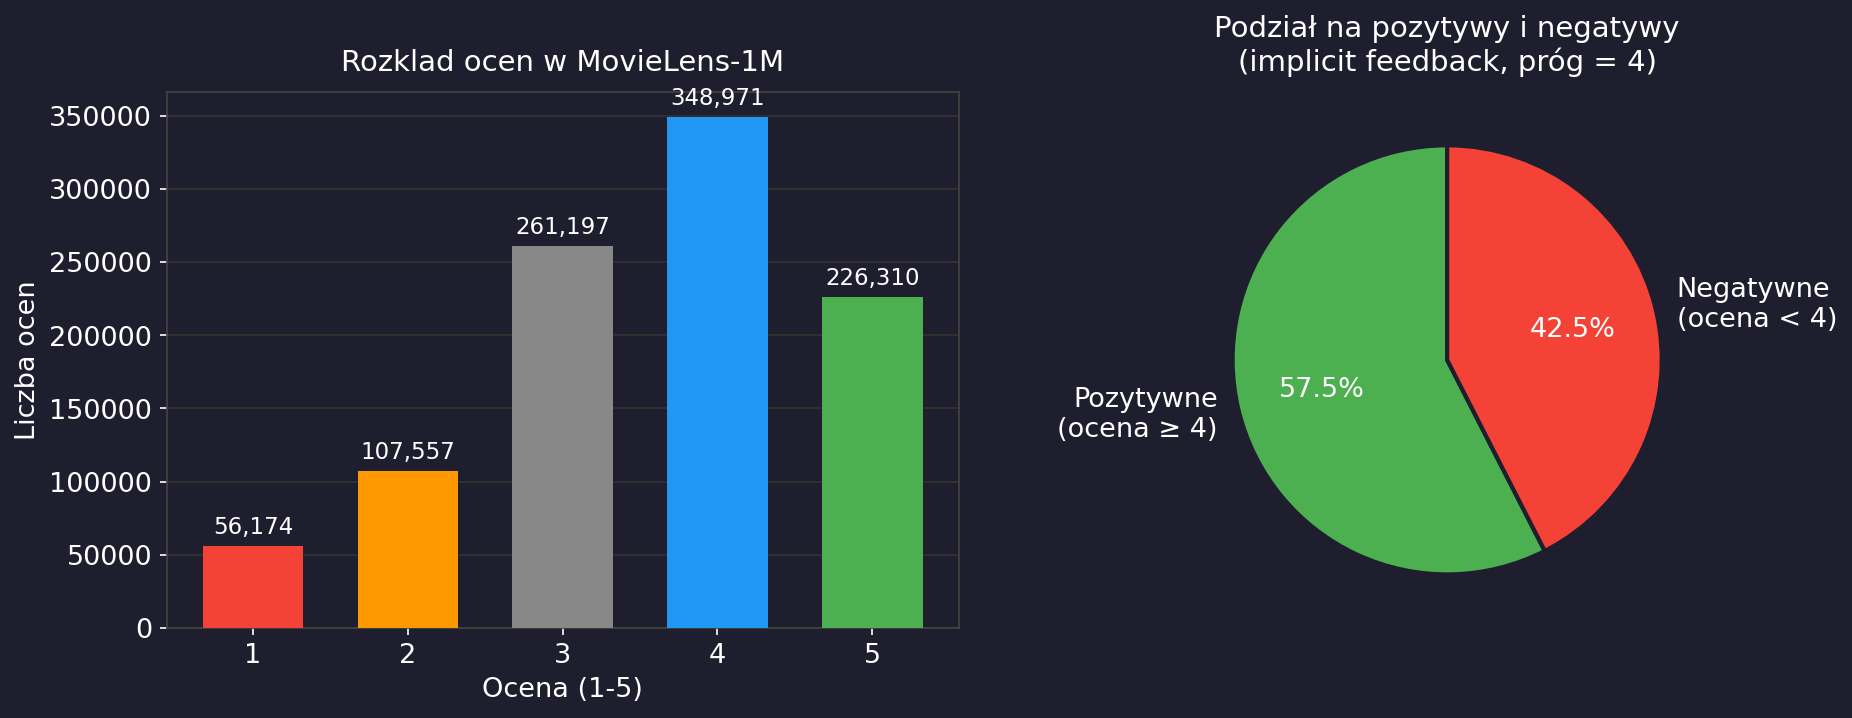 Rozklad ocen w MovieLens-1M
348,971
261,197
226,310
107,557
56,174
350000
300000
250000
200000
150000
100000
50000
0
Liczba ocen
1 2 3 4 5
Ocena (1-5)
Podział na pozytywy i negatywy
(implicit feedback, próg = 4)
Negatywne
(ocena < 4)
42.5%
57.5%
Pozytywne
(ocena ≥ 4)